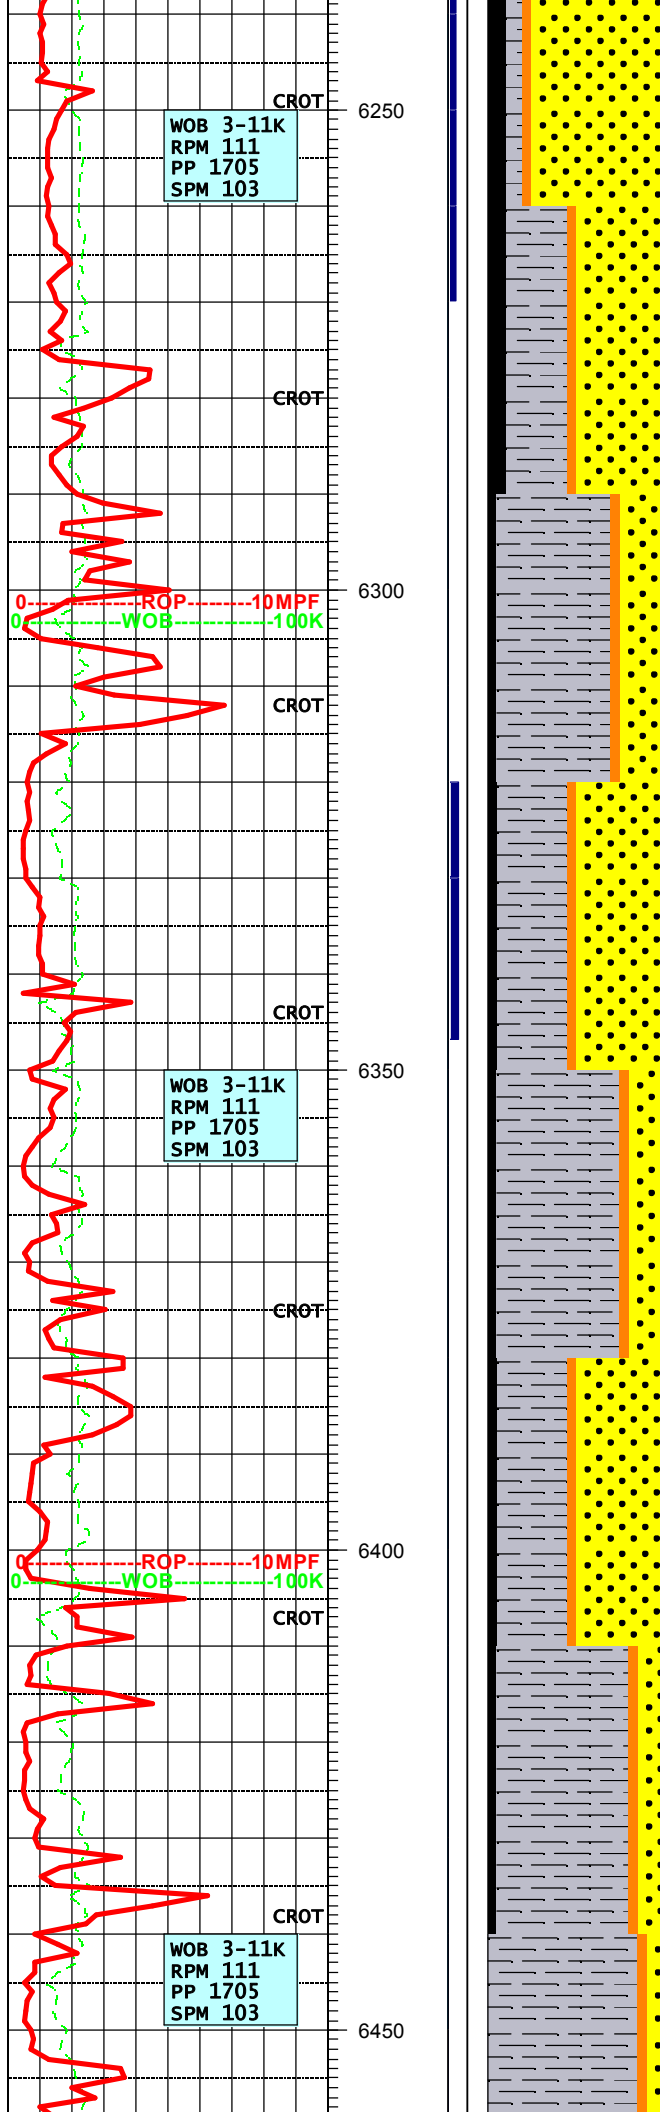 CROT
6250
WOB 3-11K
RPM 111
PP 1705
SPM 103
CROT
6300
0 ROP 10MPF
0 WOB 100K
CROT
CROT
6350
WOB 3-11K
RPM 111
PP 1705
SPM 103
CROT
6400
0 ROP 10MPF
0 WOB 100K
CROT
CROT
WOB 3-11K
RPM 111
PP 1705
SPM 103
6450